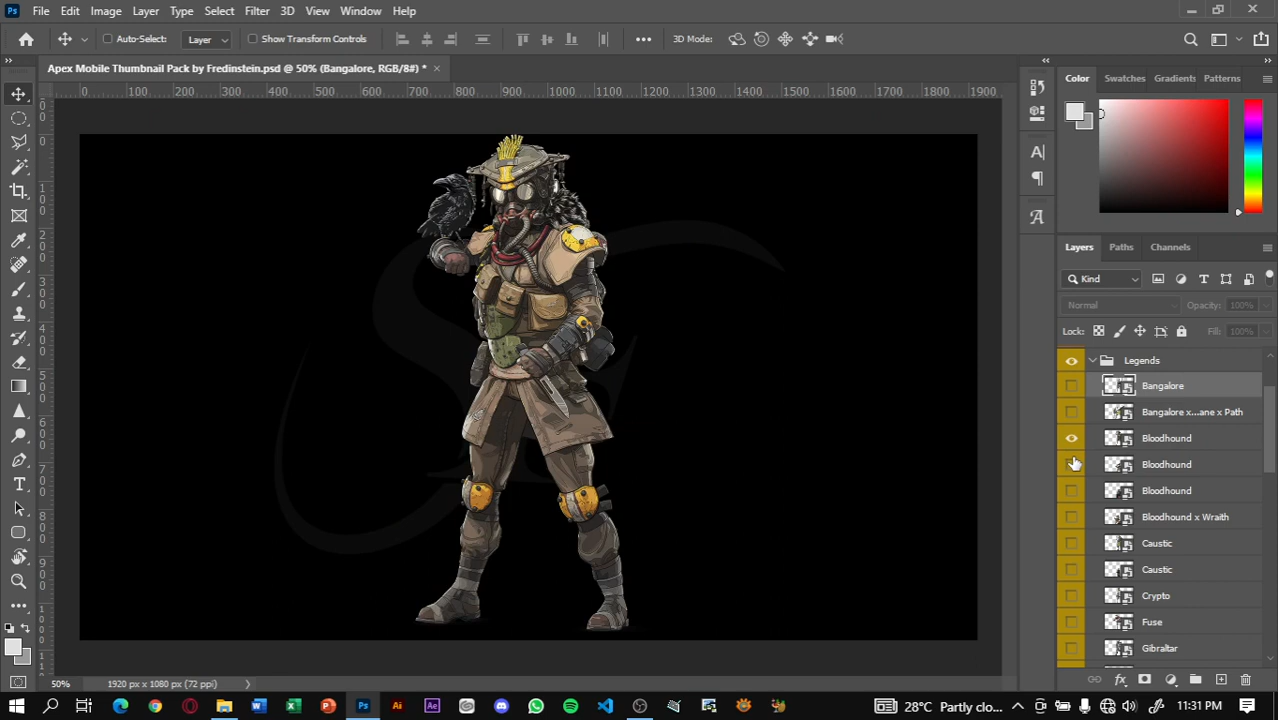 Ps File Edit Image Layer Type Select Filter 3D View Window Help
Auto-Select: Layer Show Transform Controls 3D Mode:
Apex Mobile Thumbnail Pack by Fredinstein.psd @ 50% (Bangalore, RGB/8#) *
0 100 200 300 400 500 600 700 800 900 1000 1100 1200 1300 1400 1500 1600 1700 1800 1900
Color Swatches Gradients Patterns
Layers Paths Channels
Kind
Normal Opacity: 100%
Lock: Fill: 100%
Legends
Bangalore
Bangalore x...ane x Path
Bloodhound
Bloodhound
Bloodhound
Bloodhound x Wraith
Caustic
Caustic
Crypto
Fuse
Gibraltar
50% 1920 px x 1080 px (72 ppi)
28°C Partly clo... 11:31 PM